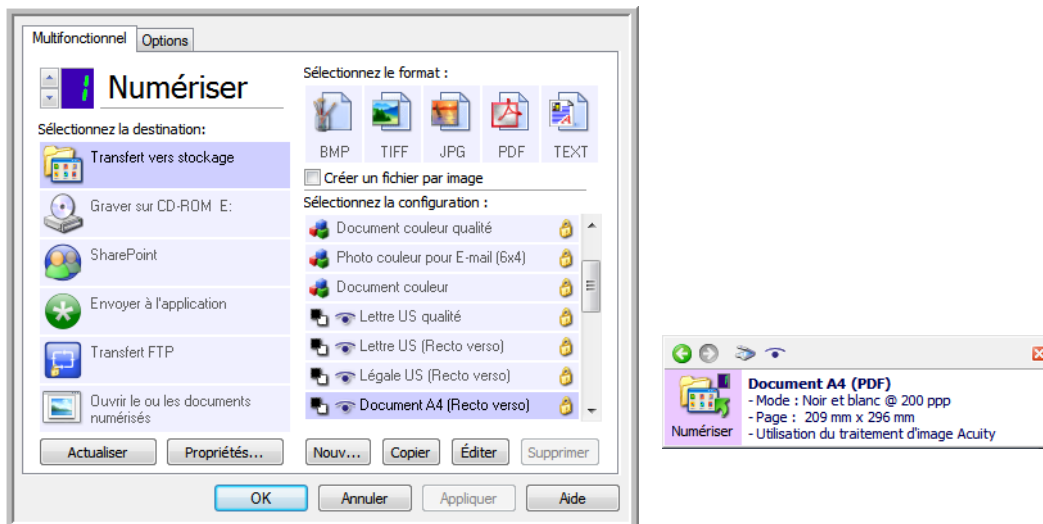 Multifonctionnel
Options
1
Numériser
Sélectionnez la destination:
Transfert vers stockage
Graver sur CD-ROM E:
SharePoint
Envoyer à l'application
Transfert FTP
Ouvrir le ou les documents
numérisés
Actualiser
Propriétés...
Sélectionnez le format :
BMP
TIFF
JPG
PDF
TEXT
Créer un fichier par image
Sélectionnez la configuration :
Document couleur qualité
Photo couleur pour E-mail (6x4)
Document couleur
Lettre US qualité
Lettre US (Recto verso)
Légale US (Recto verso)
Document A4 (Recto verso)
Nouv...
Copier
Éditer
Supprimer
OK
Annuler
Appliquer
Aide
Numériser
Document A4 (PDF)
- Mode : Noir et blanc @ 200 ppp
- Page : 209 mm x 296 mm
- Utilisation du traitement d'image Acuity